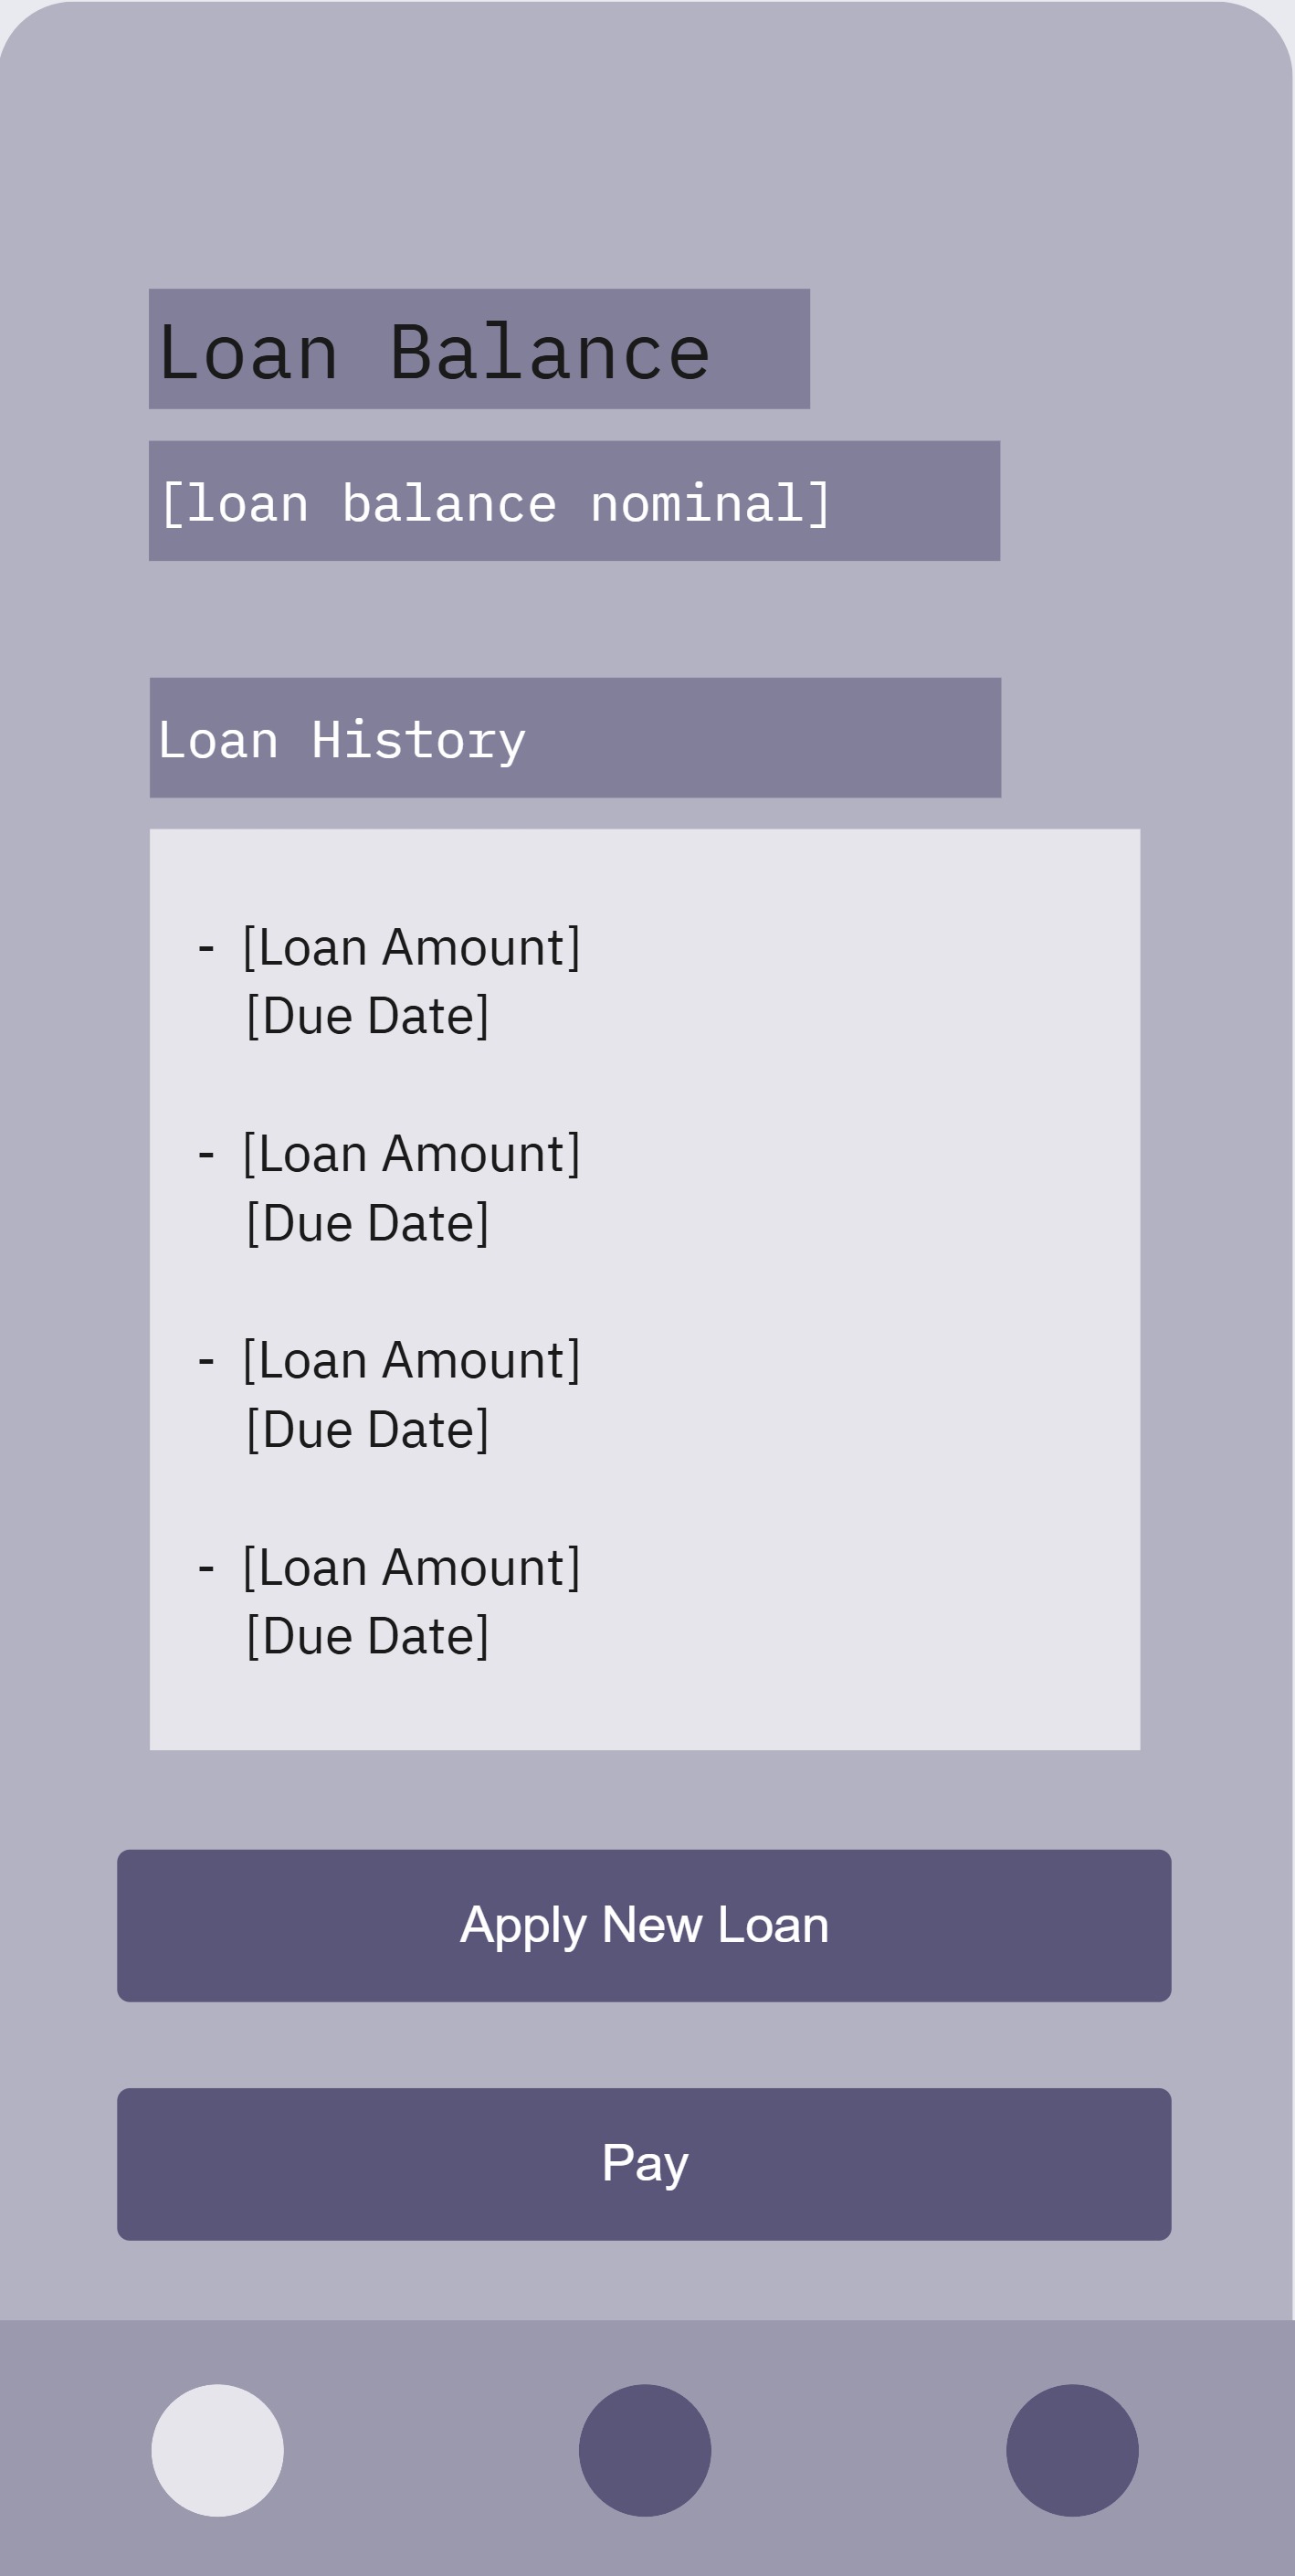 Loan Balance
[loan balance nominal]
Loan History
- [Loan Amount]
[Due Date]
- [Loan Amount]
[Due Date]
- [Loan Amount]
[Due Date]
- [Loan Amount]
[Due Date]
Apply New Loan
Pay